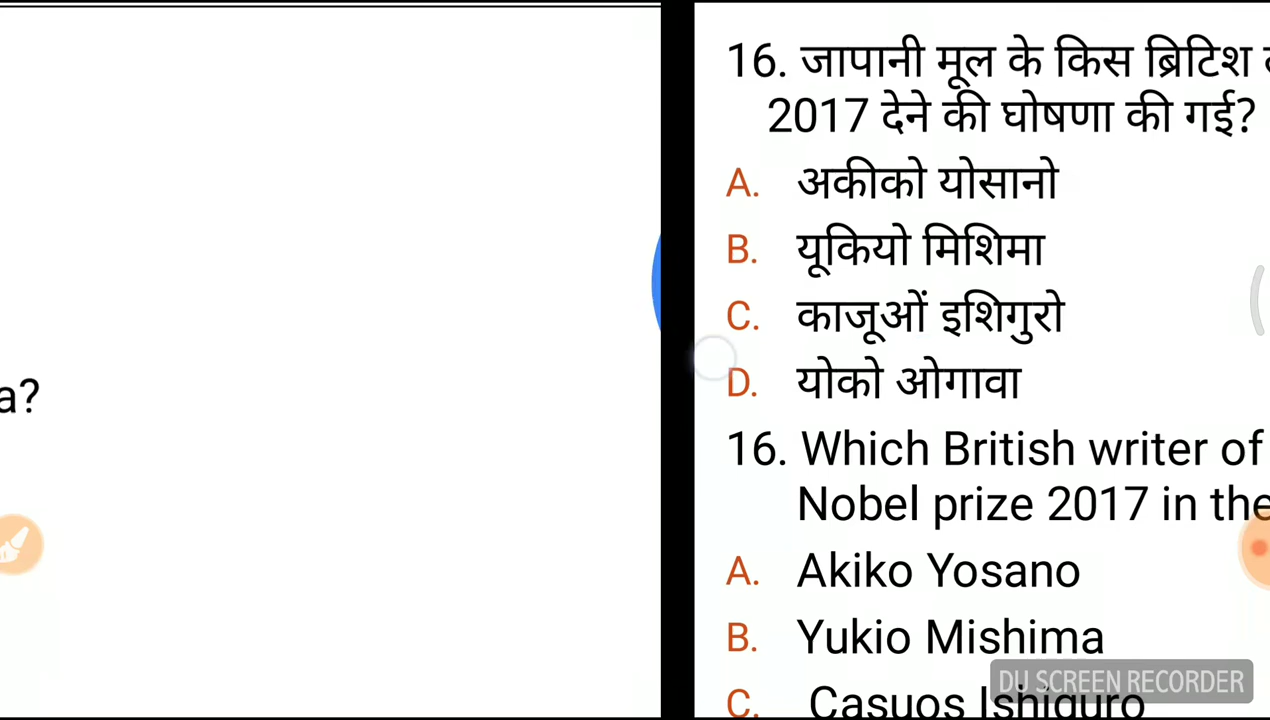 a?
16. जापानी मूल के किस ब्रिटिश
2017 देने की घोषणा की गई?
A. अकीको योसानो
B. यूकियो मिशिमा
C. काजूओं इशिगुरो
D. योको ओगावा
16. Which British writer of
Nobel prize 2017 in the
A. Akiko Yosano
B. Yukio Mishima
C. Casuos Ishiguro
DU SCREEN RECORDER